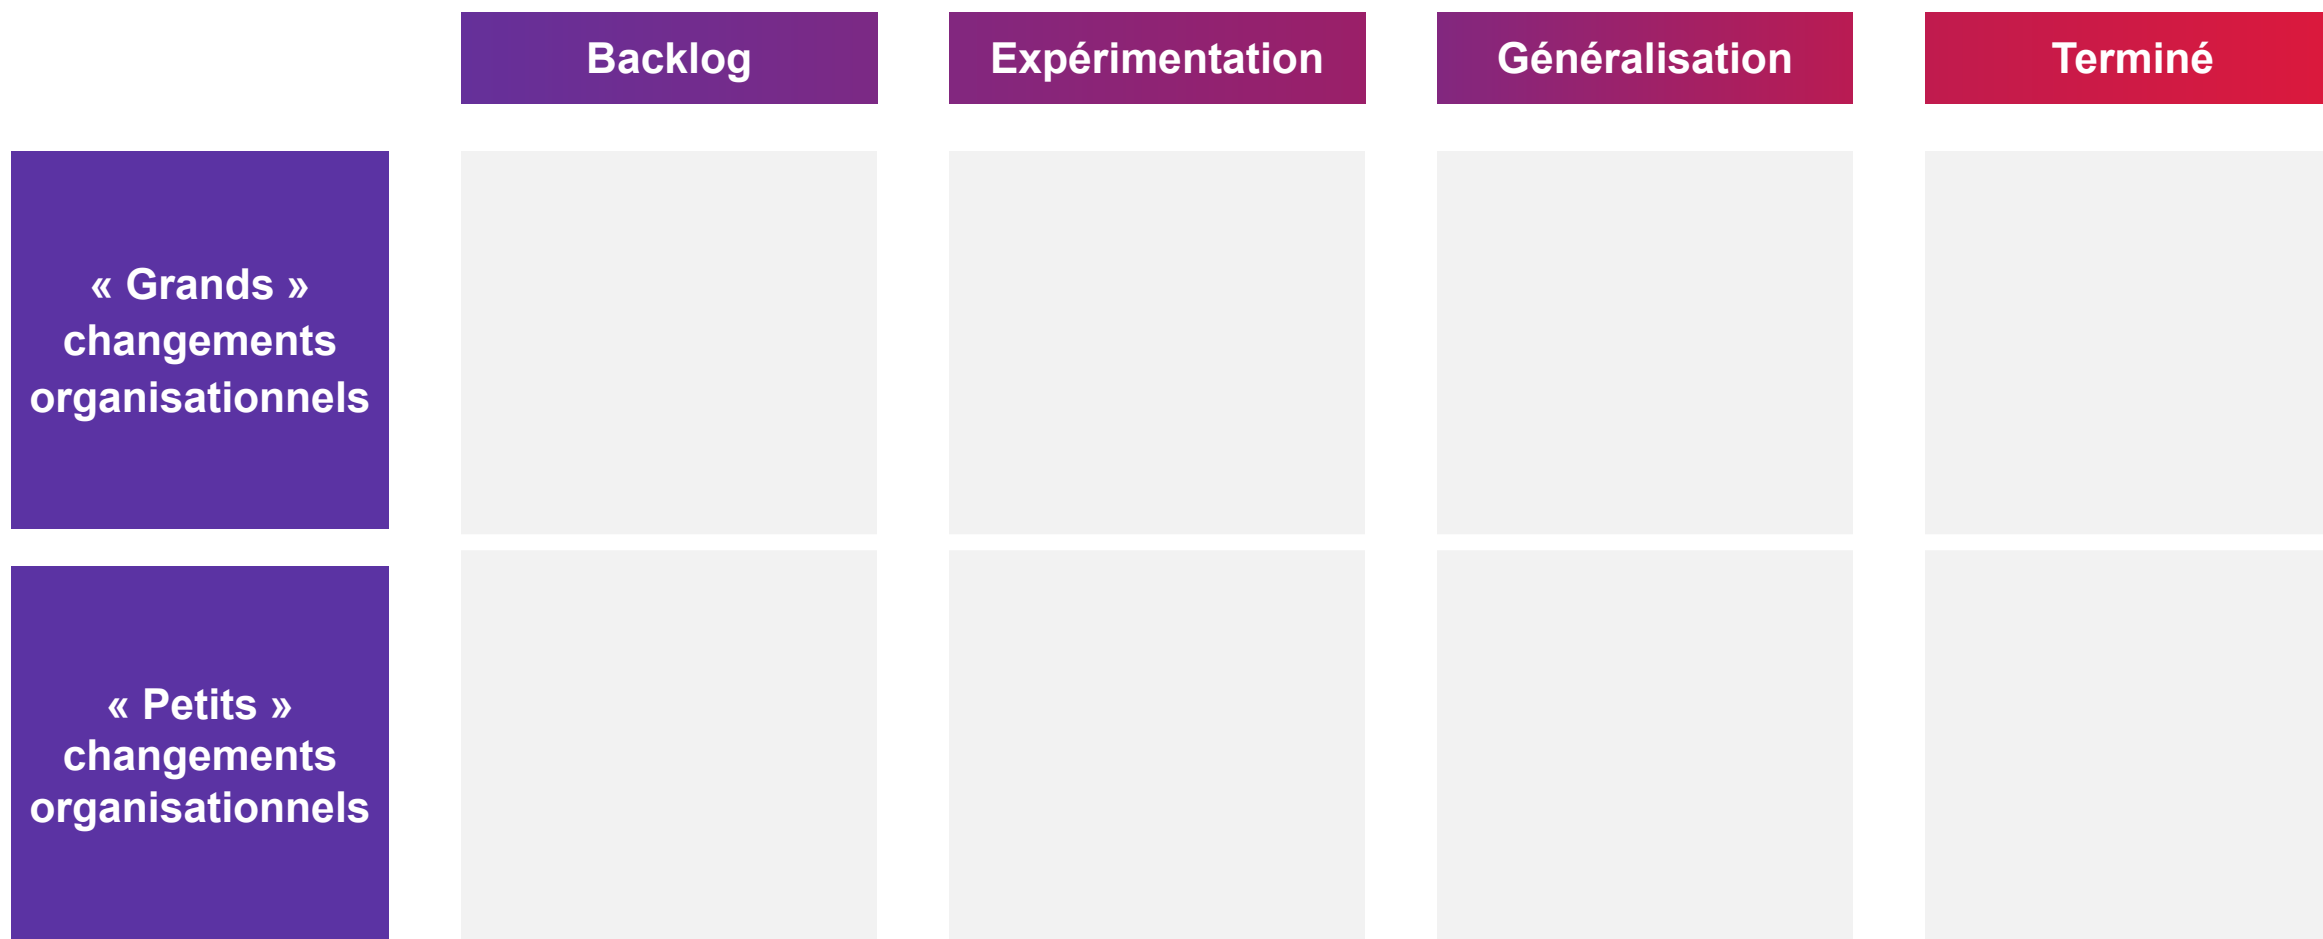 Backlog
Expérimentation
Généralisation
Terminé
« Grands »
changements
organisationnels
« Petits »
changements
organisationnels